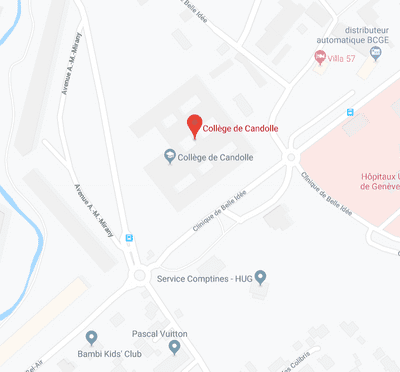 Belle Idée
distributeur
automatique BCGE
Villa 57
Avenue A.-M.-Mirany
Collège de Candolle
Collège de Candolle
Hôpitaux U
de Genève
Clinique de Belle Idée
Avenue A.-M.-Mirany
Clinique de Belle Idée
Service Comptines - HUG
Pascal Vuitton
Bambi Kids' Club
Bel-Air
Colibris